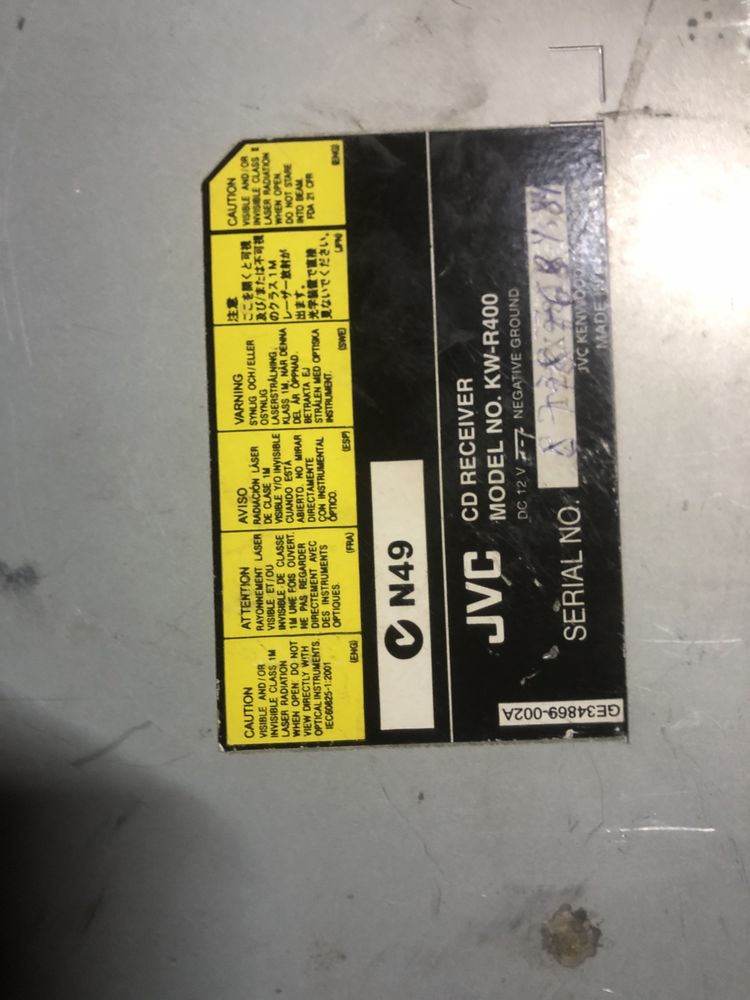 CAUTION
VISIBLE AND/OR
INVISIBLE CLASS 1M
LASER RADIATION
WHEN OPEN. DO NOT
VIEW DIRECTLY WITH
OPTICAL INSTRUMENTS.
IEC60825-1:2001
(ENG)
ATTENTION
RAYONNEMENT LASER
VISIBLE ET/OU
INVISIBLE DE CLASSE
1M UNE FOIS OUVERT.
NE PAS REGARDER
DIRECTEMENT AVEC
DES INSTRUMENTS
OPTIQUES.
(FRA)
AVISO
RADIACIÓN LÁSER
DE CLASE 1M
VISIBLE Y/O INVISIBLE
CUANDO ESTÁ
ABIERTO. NO MIRAR
DIRECTAMENTE
CON INSTRUMENTAL
ÓPTICO.
(ESP)
VARNING
SYNLIG OCH/ELLER
OSYNLIG
LASERSTRÅLNING,
KLASS 1M, NÄR DENNA
DEL ÄR ÖPPNAD.
BETRAKTA EJ
STRÅLEN MED OPTISKA
INSTRUMENT.
(SWE)
注意
ここを開くと可視
及び/または不可視
のクラス1M
レーザー放射が
出ます。
光学装置で直接
見ないでください。
(JPN)
CAUTION
VISIBLE AND/OR
INVISIBLE CLASS II
LASER RADIATION
WHEN OPEN.
DO NOT STARE
INTO BEAM.
FDA 21 CFR
(ENG)
N49
JVC CD RECEIVER
MODEL NO. KW-R400
DC 12 V NEGATIVE GROUND
SERIAL NO.
JVC KENWOOD
MADE
GE34869-002A